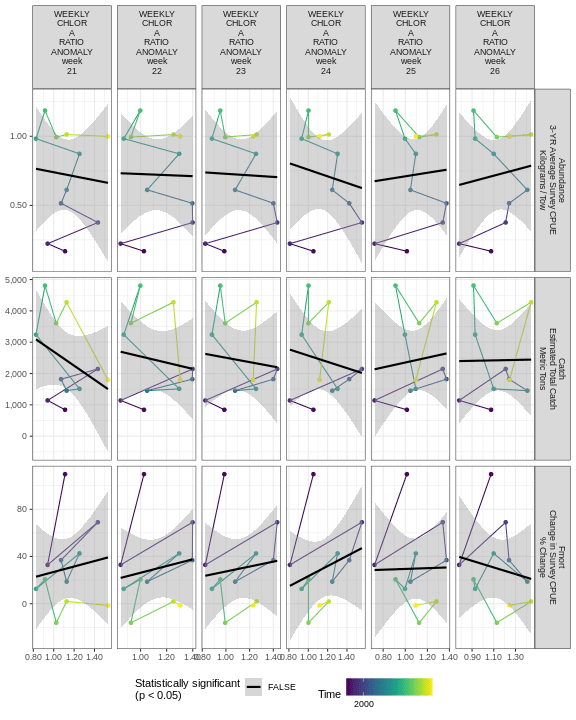 WEEKLY
CHLOR
A
RATIO
ANOMALY
week
21
WEEKLY
CHLOR
A
RATIO
ANOMALY
week
22
WEEKLY
CHLOR
A
RATIO
ANOMALY
week
23
WEEKLY
CHLOR
A
RATIO
ANOMALY
week
24
WEEKLY
CHLOR
A
RATIO
ANOMALY
week
25
WEEKLY
CHLOR
A
RATIO
ANOMALY
week
26
1.00
0.50
Abundance
3-YR Average Survey CPUE
Kilograms / Tow
5,000
4,000
3,000
2,000
1,000
0
Catch
Estimated Total Catch
Metric Tons
80
40
0
Fmort
Change in Survey CPUE
% Change
0.80 1.00 1.20 1.40
1.00 1.20 1.40
0.80 1.00 1.20 1.40
0.80 1.00 1.20 1.40
0.80 1.00 1.20 1.40
0.90 1.10 1.30
Statistically significant
(p < 0.05)
FALSE
Time
2000